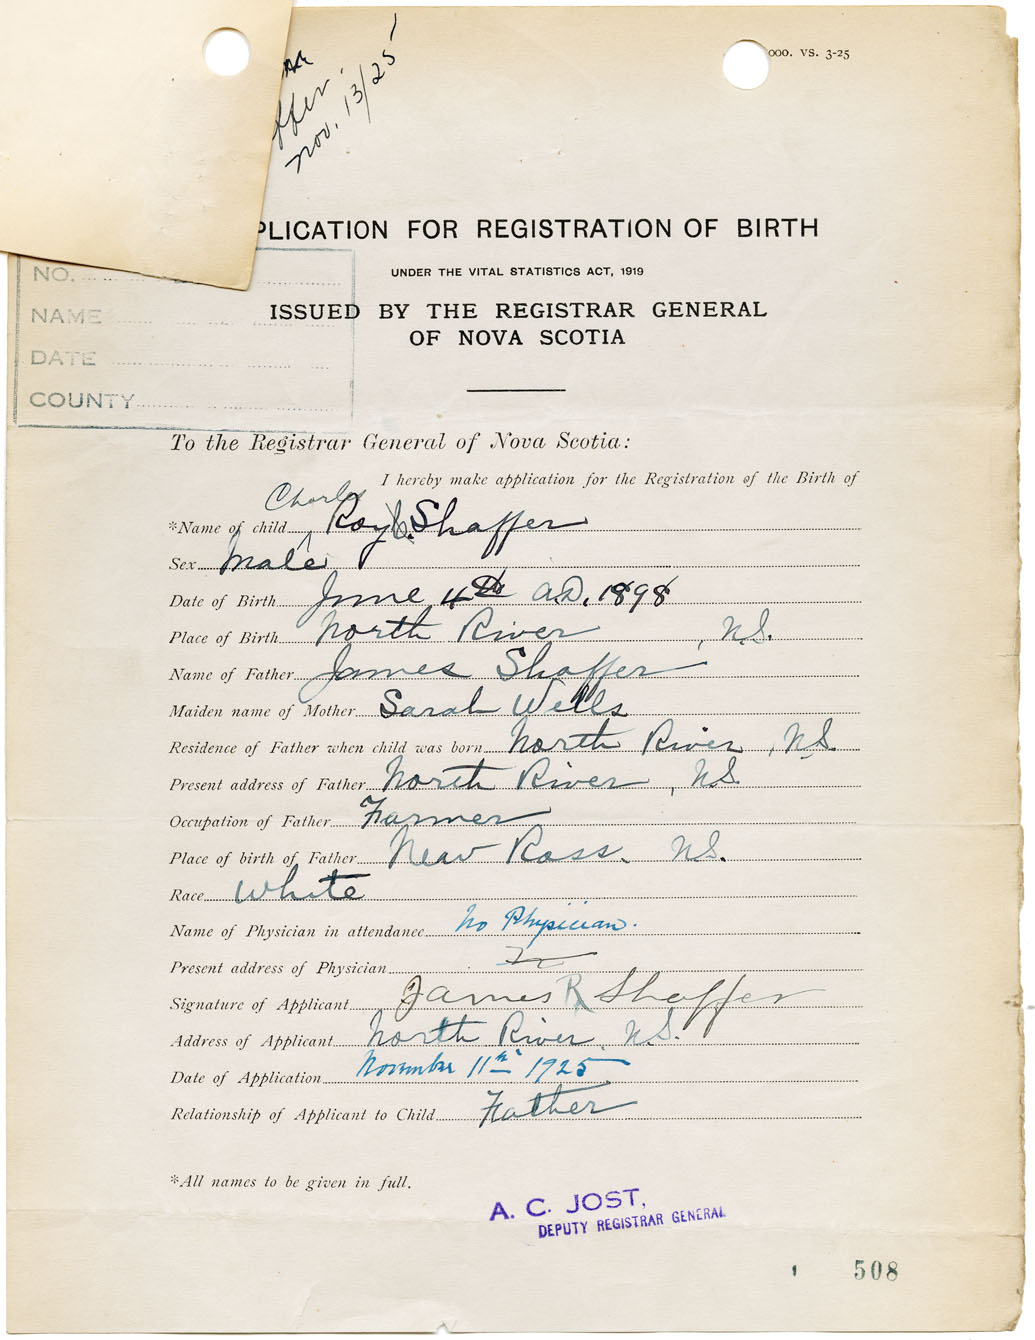 000. VS. 3-25
Nov. 13/25
PLICATION FOR REGISTRATION OF BIRTH
UNDER THE VITAL STATISTICS ACT, 1919
ISSUED BY THE REGISTRAR GENERAL
OF NOVA SCOTIA
NO.
NAME
DATE
COUNTY
To the Registrar General of Nova Scotia:
I hereby make application for the Registration of the Birth of
Charles
*Name of child Roy Shaffer
Sex Male
Date of Birth June 4th A.D. 1898
Place of Birth North River, N.S.
Name of Father James Shaffer
Maiden name of Mother Sarah Wells
Residence of Father when child was born North River, N.S.
Present address of Father North River, N.S.
Occupation of Father Farmer
Place of birth of Father New Ross. N.S.
Race White
Name of Physician in attendance No Physician.
Present address of Physician
Signature of Applicant James R Shaffer
Address of Applicant North River, N.S.
Date of Application November 11th 1925
Relationship of Applicant to Child Father
*All names to be given in full.
A. C. JOST,
DEPUTY REGISTRAR GENERAL
508